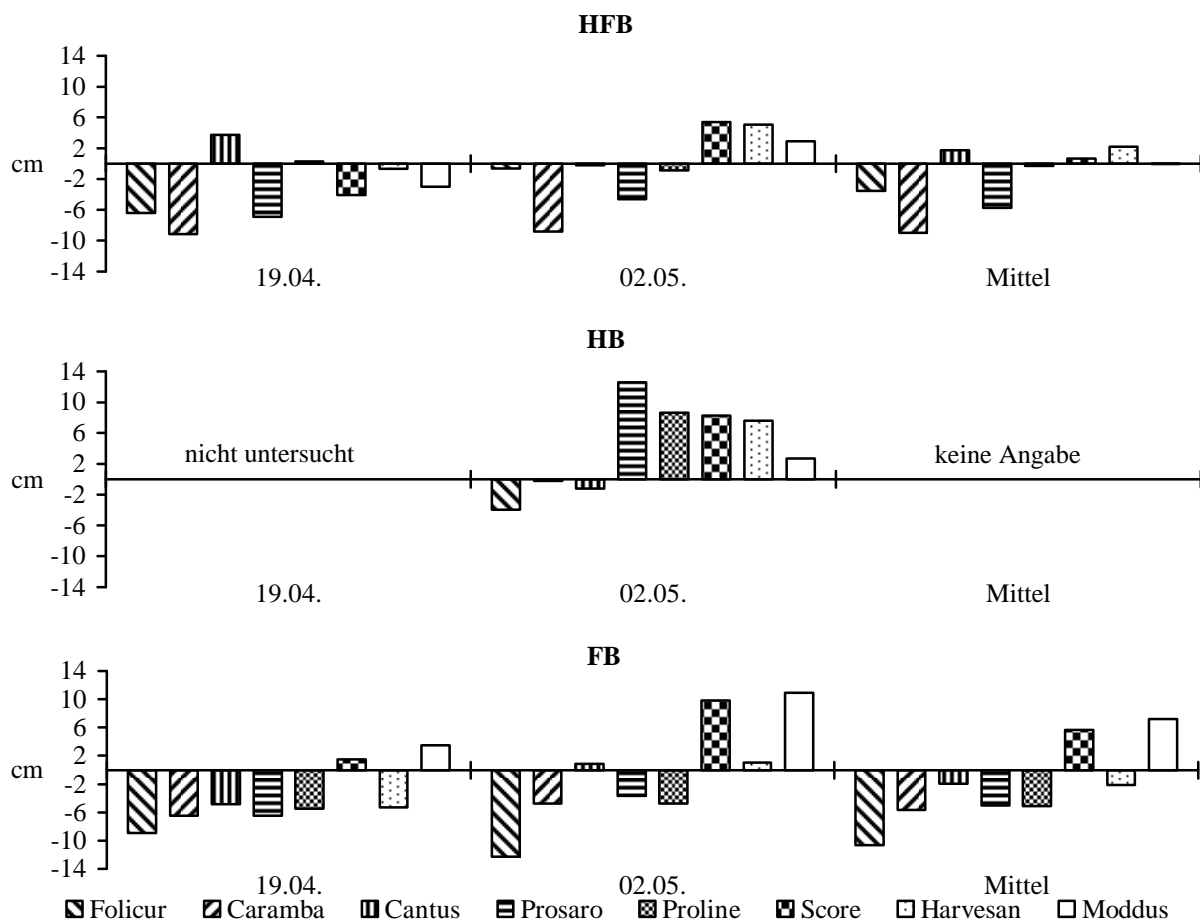 HFB
14
10
6
2
cm
-2
-6
-10
-14
19.04. 02.05. Mittel
HB
14
10
6
2
nicht untersucht keine Angabe
cm
-2
-6
-10
-14
19.04. 02.05. Mittel
FB
14
10
6
2
cm
-2
-6
-10
-14
19.04. 02.05. Mittel
Folicur Caramba Cantus Prosaro Proline Score Harvesan Moddus